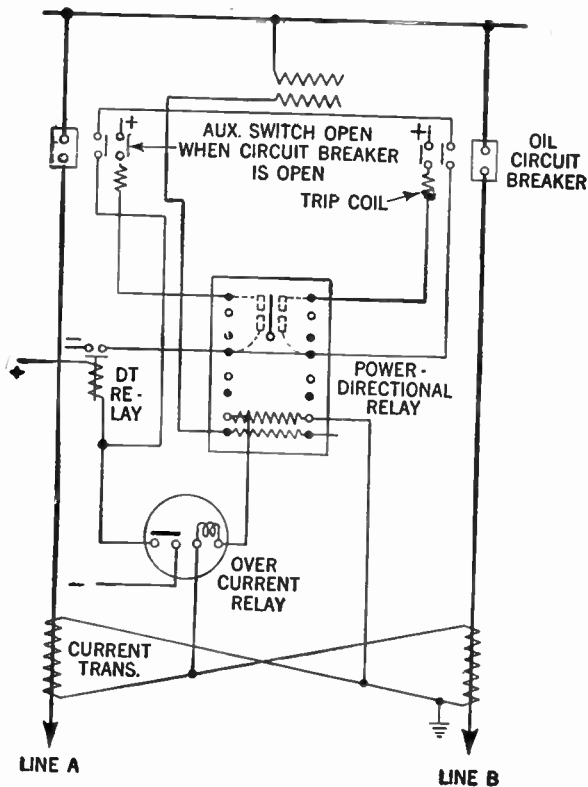 +
AUX. SWITCH OPEN
WHEN CIRCUIT BREAKER
IS OPEN
+
TRIP COIL
OIL
CIRCUIT
BREAKER
+
DT
RE-
LAY
POWER-
DIRECTIONAL
RELAY
OVER
CURRENT
RELAY
CURRENT
TRANS.
LINE A
LINE B